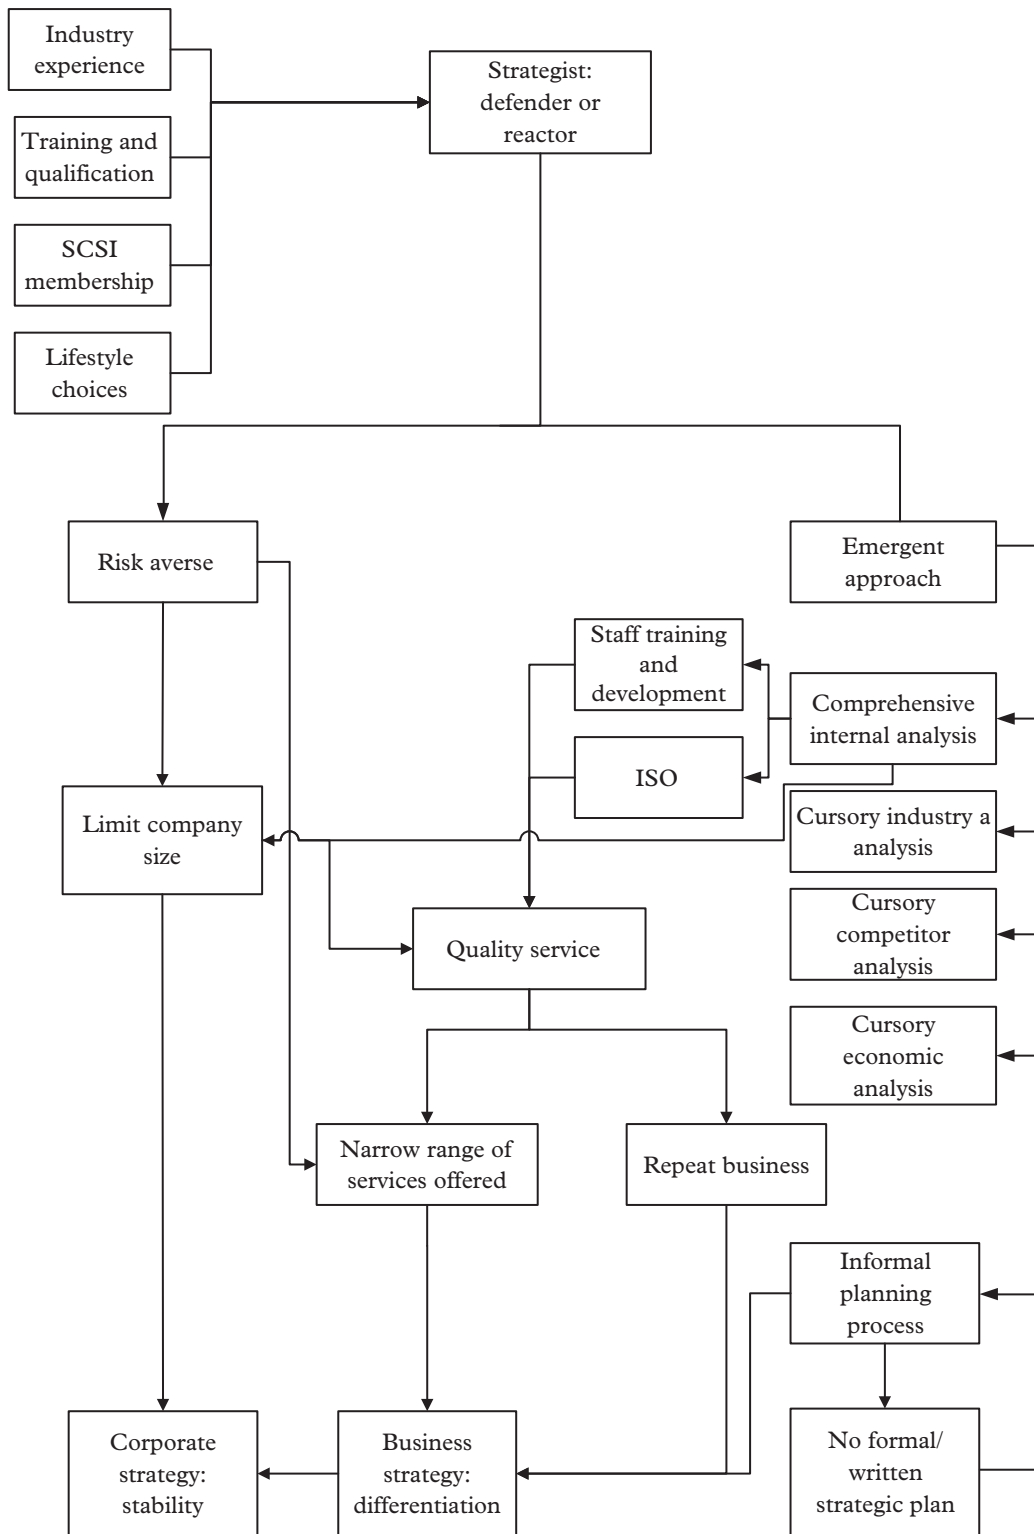 Industry
experience
Strategist:
defender or
reactor
Training and
qualification
SCSI
membership
Lifestyle
choices
Risk averse
Emergent
approach
Staff training
and
development
Comprehensive
internal analysis
ISO
Limit company
size
Cursory industry a
analysis
Cursory
competitor
analysis
Quality service
Cursory
economic
analysis
Narrow range of
services offered
Repeat business
Informal
planning
process
Corporate
strategy:
stability
Business
strategy:
differentiation
No formal/
written
strategic plan